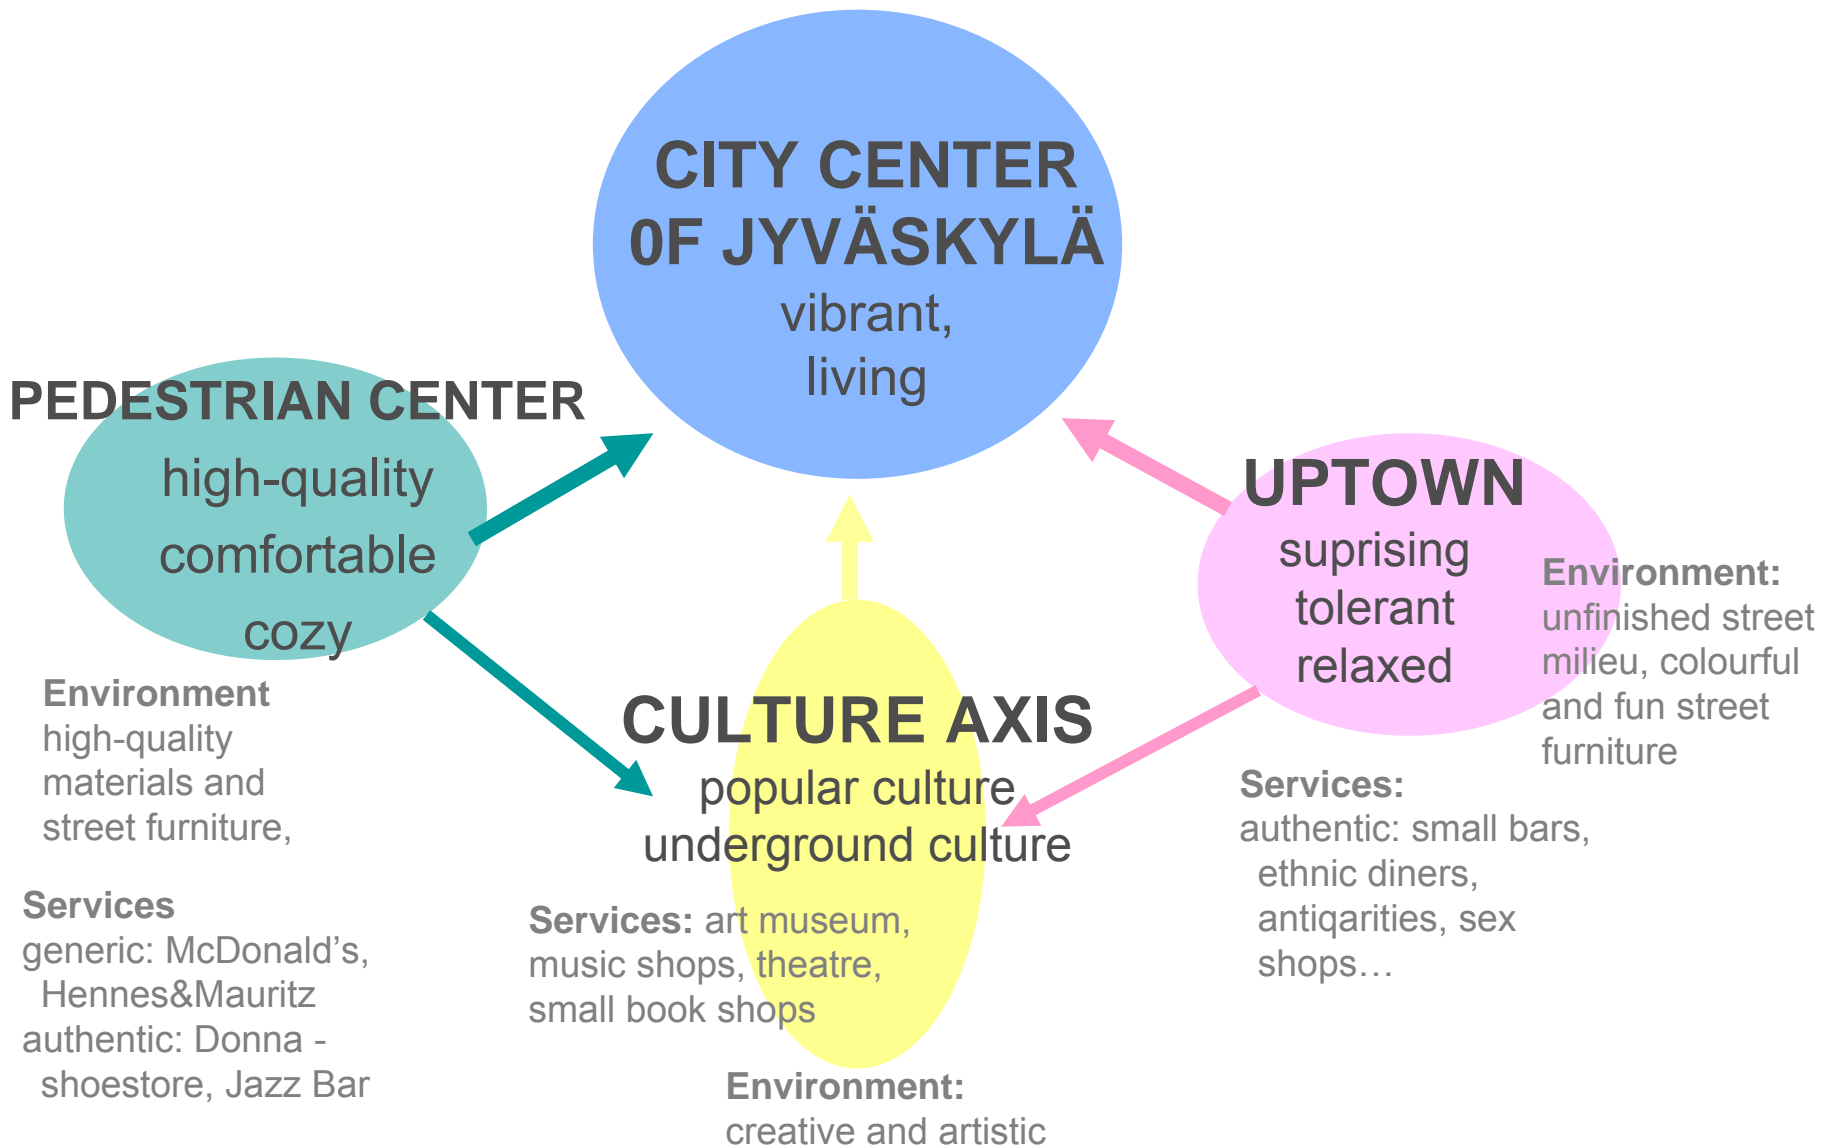 CITY CENTER
0F JYVÄSKYLÄ
vibrant,
living
PEDESTRIAN CENTER
high-quality
comfortable
cozy
Environment
high-quality
materials and
street furniture,
Services
generic: McDonald’s,
Hennes&Mauritz
authentic: Donna -
shoestore, Jazz Bar
CULTURE AXIS
popular culture
underground culture
Services: art museum,
music shops, theatre,
small book shops
Environment:
creative and artistic
UPTOWN
suprising
tolerant
relaxed
Environment:
unfinished street
milieu, colourful
and fun street
furniture
Services:
authentic: small bars,
ethnic diners,
antiqarities, sex
shops…